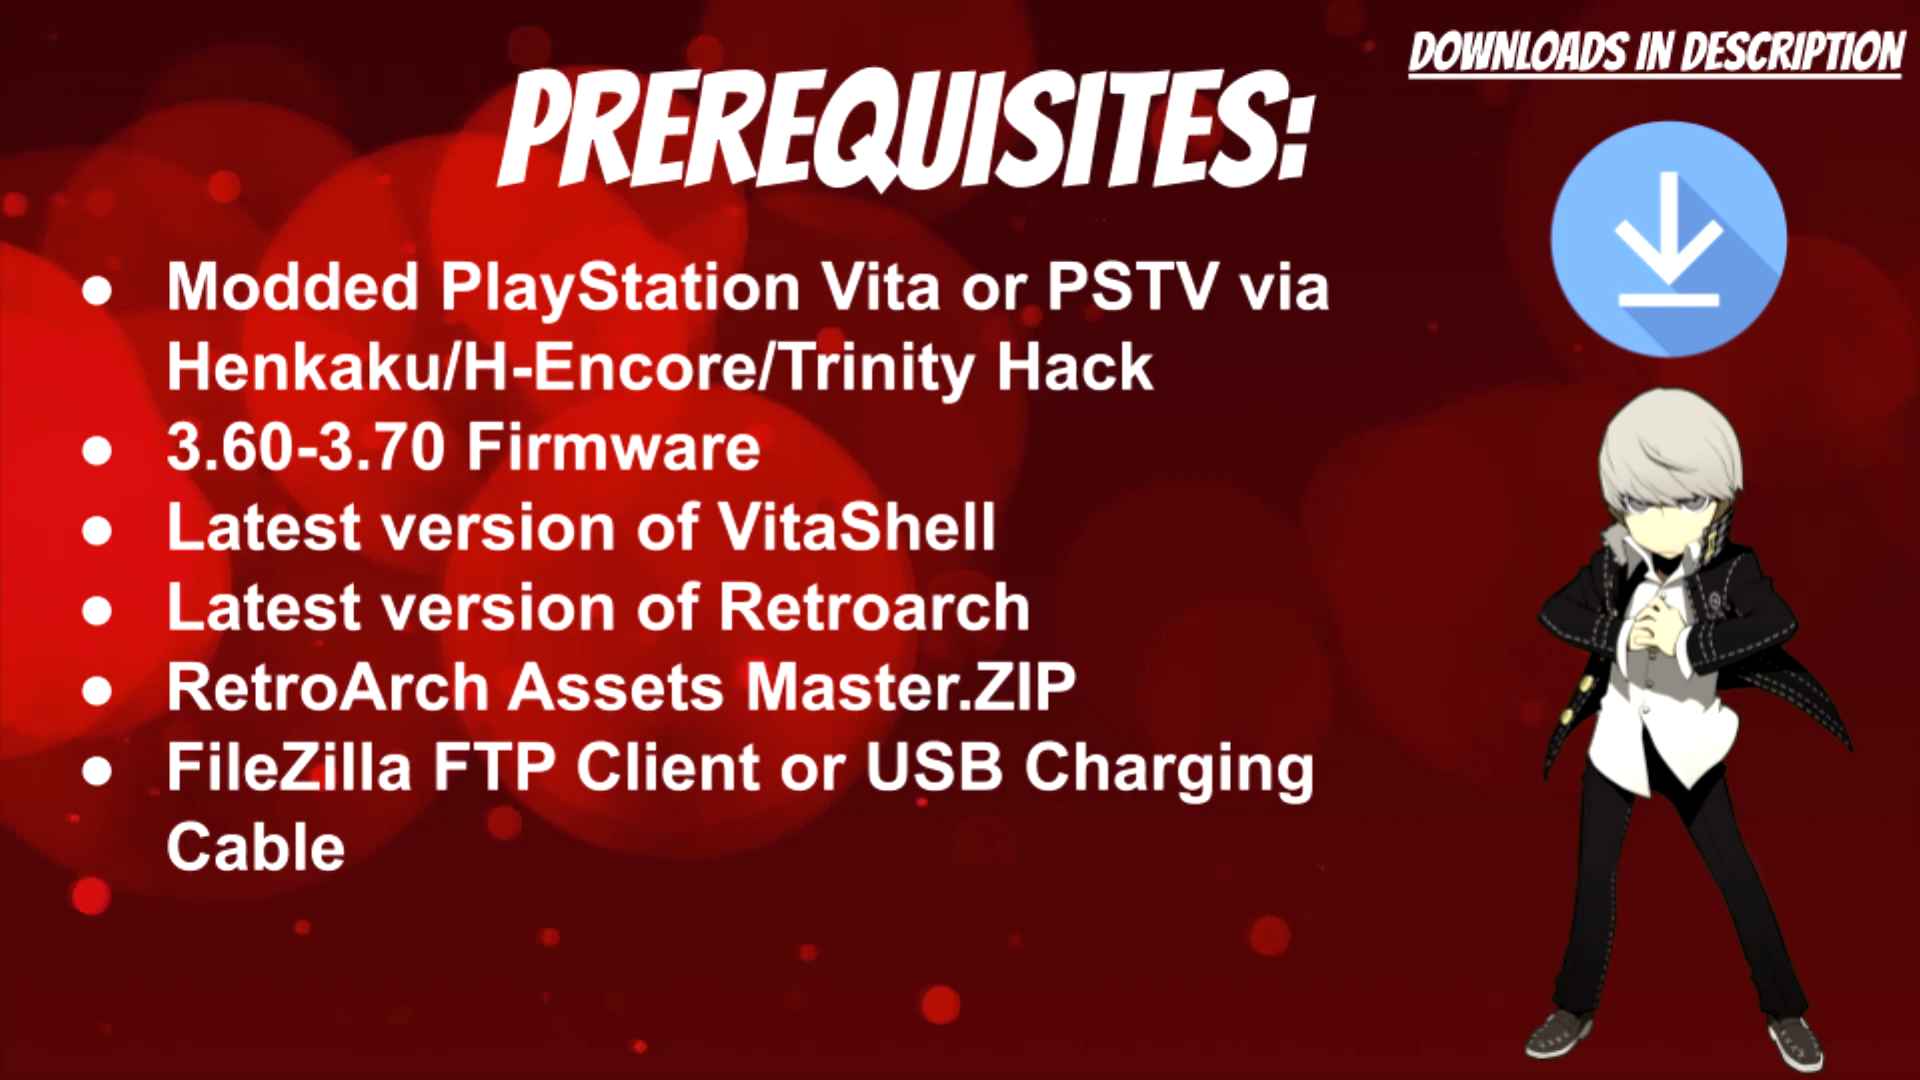 DOWNLOADS IN DESCRIPTION
PREREQUISITES:
● Modded PlayStation Vita or PSTV via
Henkaku/H-Encore/Trinity Hack
● 3.60-3.70 Firmware
● Latest version of VitaShell
● Latest version of Retroarch
● RetroArch Assets Master.ZIP
● FileZilla FTP Client or USB Charging
Cable